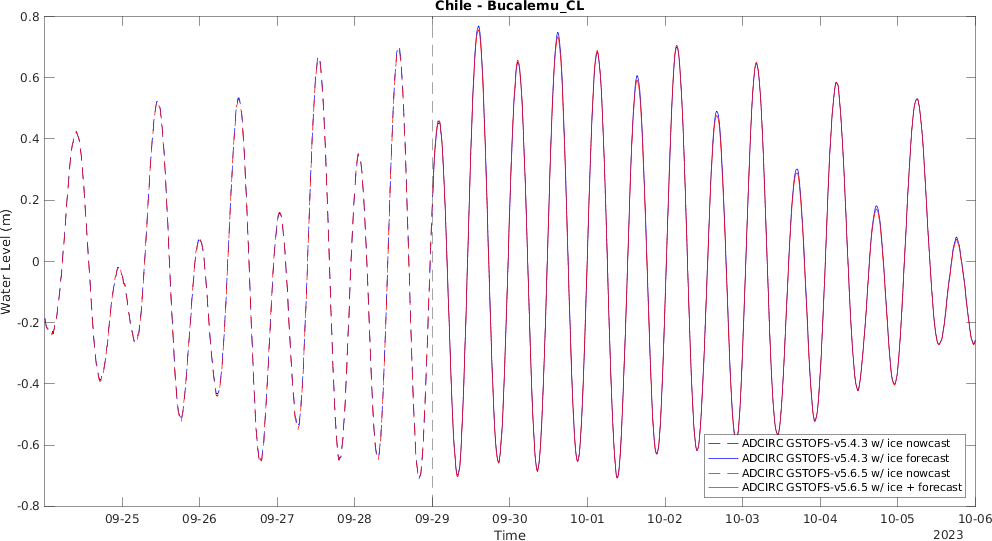 Chile - Bucalemu_CL
0.8
0.6
0.4
0.2
0
-0.2
-0.4
-0.6
-0.8
Water Level (m)
09-25 09-26 09-27 09-28 09-29 09-30 10-01 10-02 10-03 10-04 10-05 10-06
Time
2023
ADCIRC GSTOFS-v5.4.3 w/ ice nowcast
ADCIRC GSTOFS-v5.4.3 w/ ice forecast
ADCIRC GSTOFS-v5.6.5 w/ ice nowcast
ADCIRC GSTOFS-v5.6.5 w/ ice + forecast